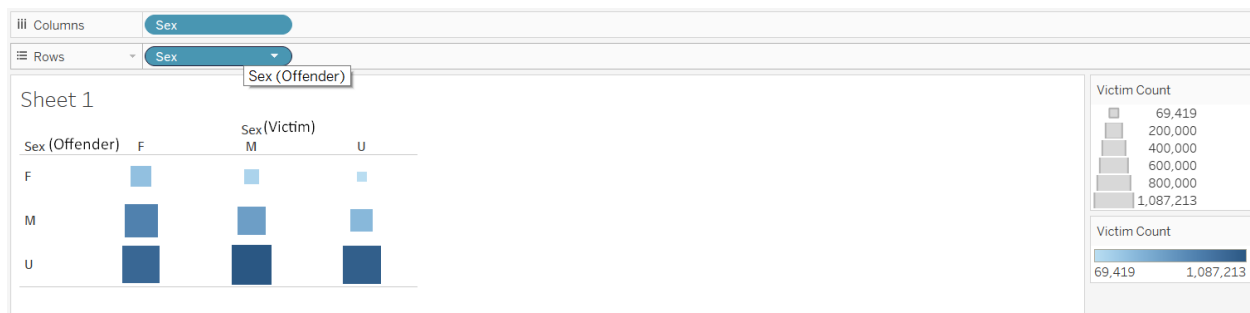 Columns Sex
Rows Sex
Sex (Offender)
Sheet 1
Sex (Victim)
Sex (Offender) F M U
F
M
U
Victim Count
69,419
200,000
400,000
600,000
800,000
1,087,213
Victim Count
69,419 1,087,213